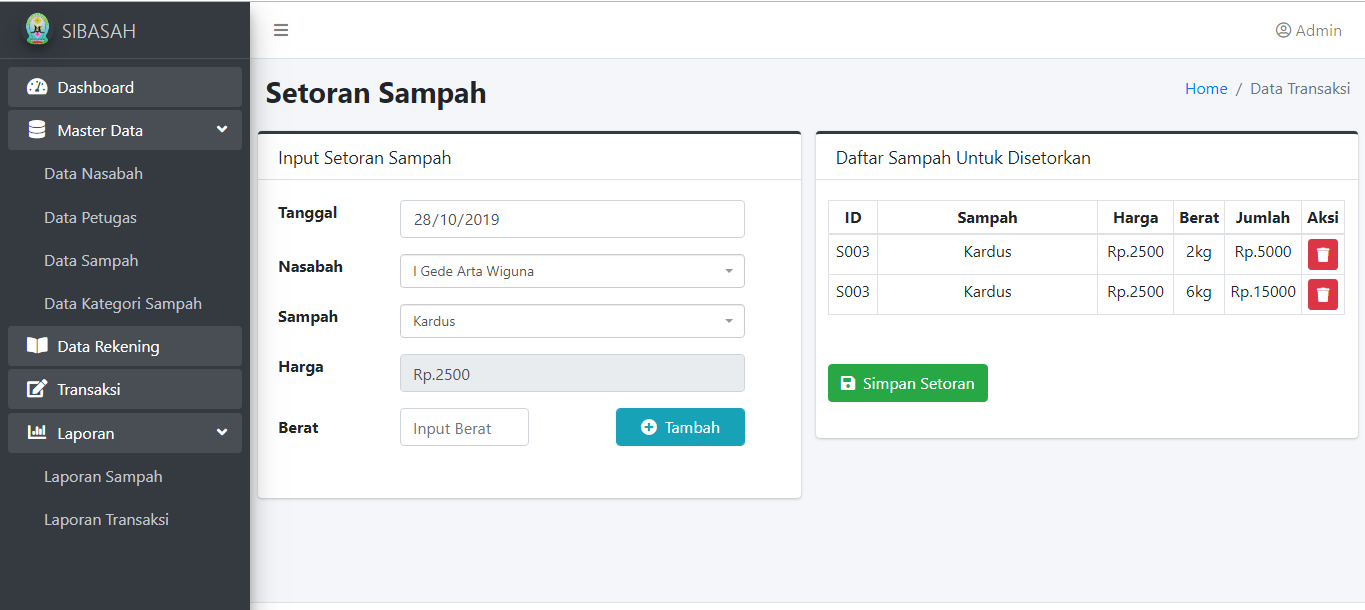 SIBASAH
Admin
Dashboard
Master Data
Data Nasabah
Data Petugas
Data Sampah
Data Kategori Sampah
Data Rekening
Transaksi
Laporan
Laporan Sampah
Laporan Transaksi
Setoran Sampah
Home / Data Transaksi
Input Setoran Sampah
Tanggal 28/10/2019
Nasabah I Gede Arta Wiguna
Sampah Kardus
Harga Rp.2500
Berat Input Berat Tambah
Daftar Sampah Untuk Disetorkan
ID Sampah Harga Berat Jumlah Aksi
S003 Kardus Rp.2500 2kg Rp.5000
S003 Kardus Rp.2500 6kg Rp.15000
Simpan Setoran